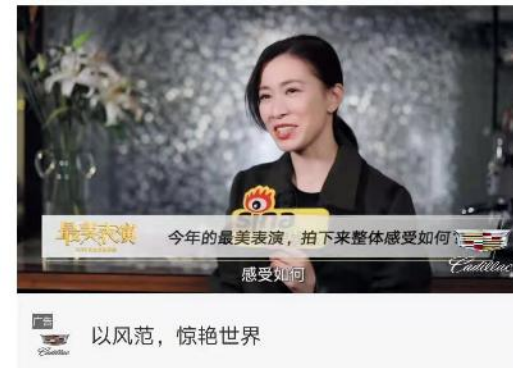 sina
最美表演
今年的最美表演，拍下来整体感受如何
Cadillac
感受如何
广告
Cadillac
以风范，惊艳世界